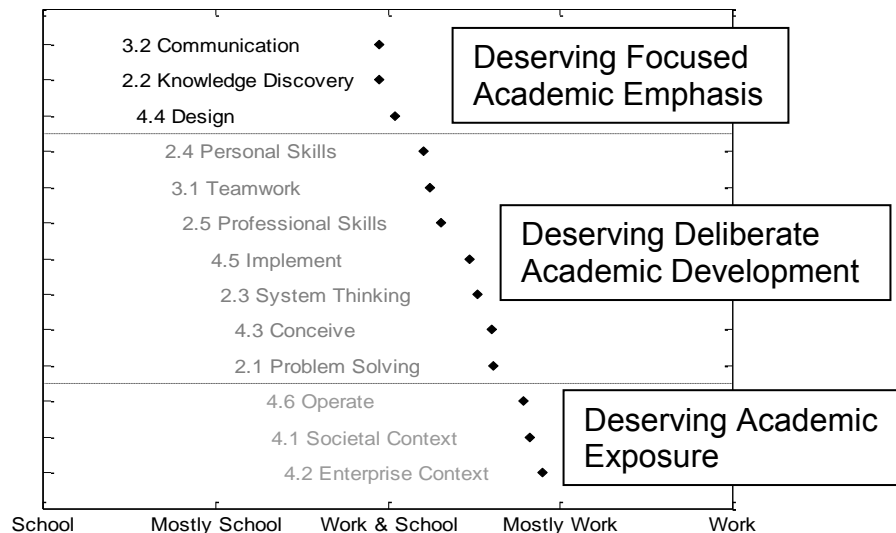 3.2 Communication
2.2 Knowledge Discovery
4.4 Design
Deserving Focused
Academic Emphasis
2.4 Personal Skills
3.1 Teamwork
2.5 Professional Skills
4.5 Implement
2.3 System Thinking
4.3 Conceive
2.1 Problem Solving
Deserving Deliberate
Academic Development
4.6 Operate
4.1 Societal Context
4.2 Enterprise Context
Deserving Academic
Exposure
School Mostly School Work & School Mostly Work Work